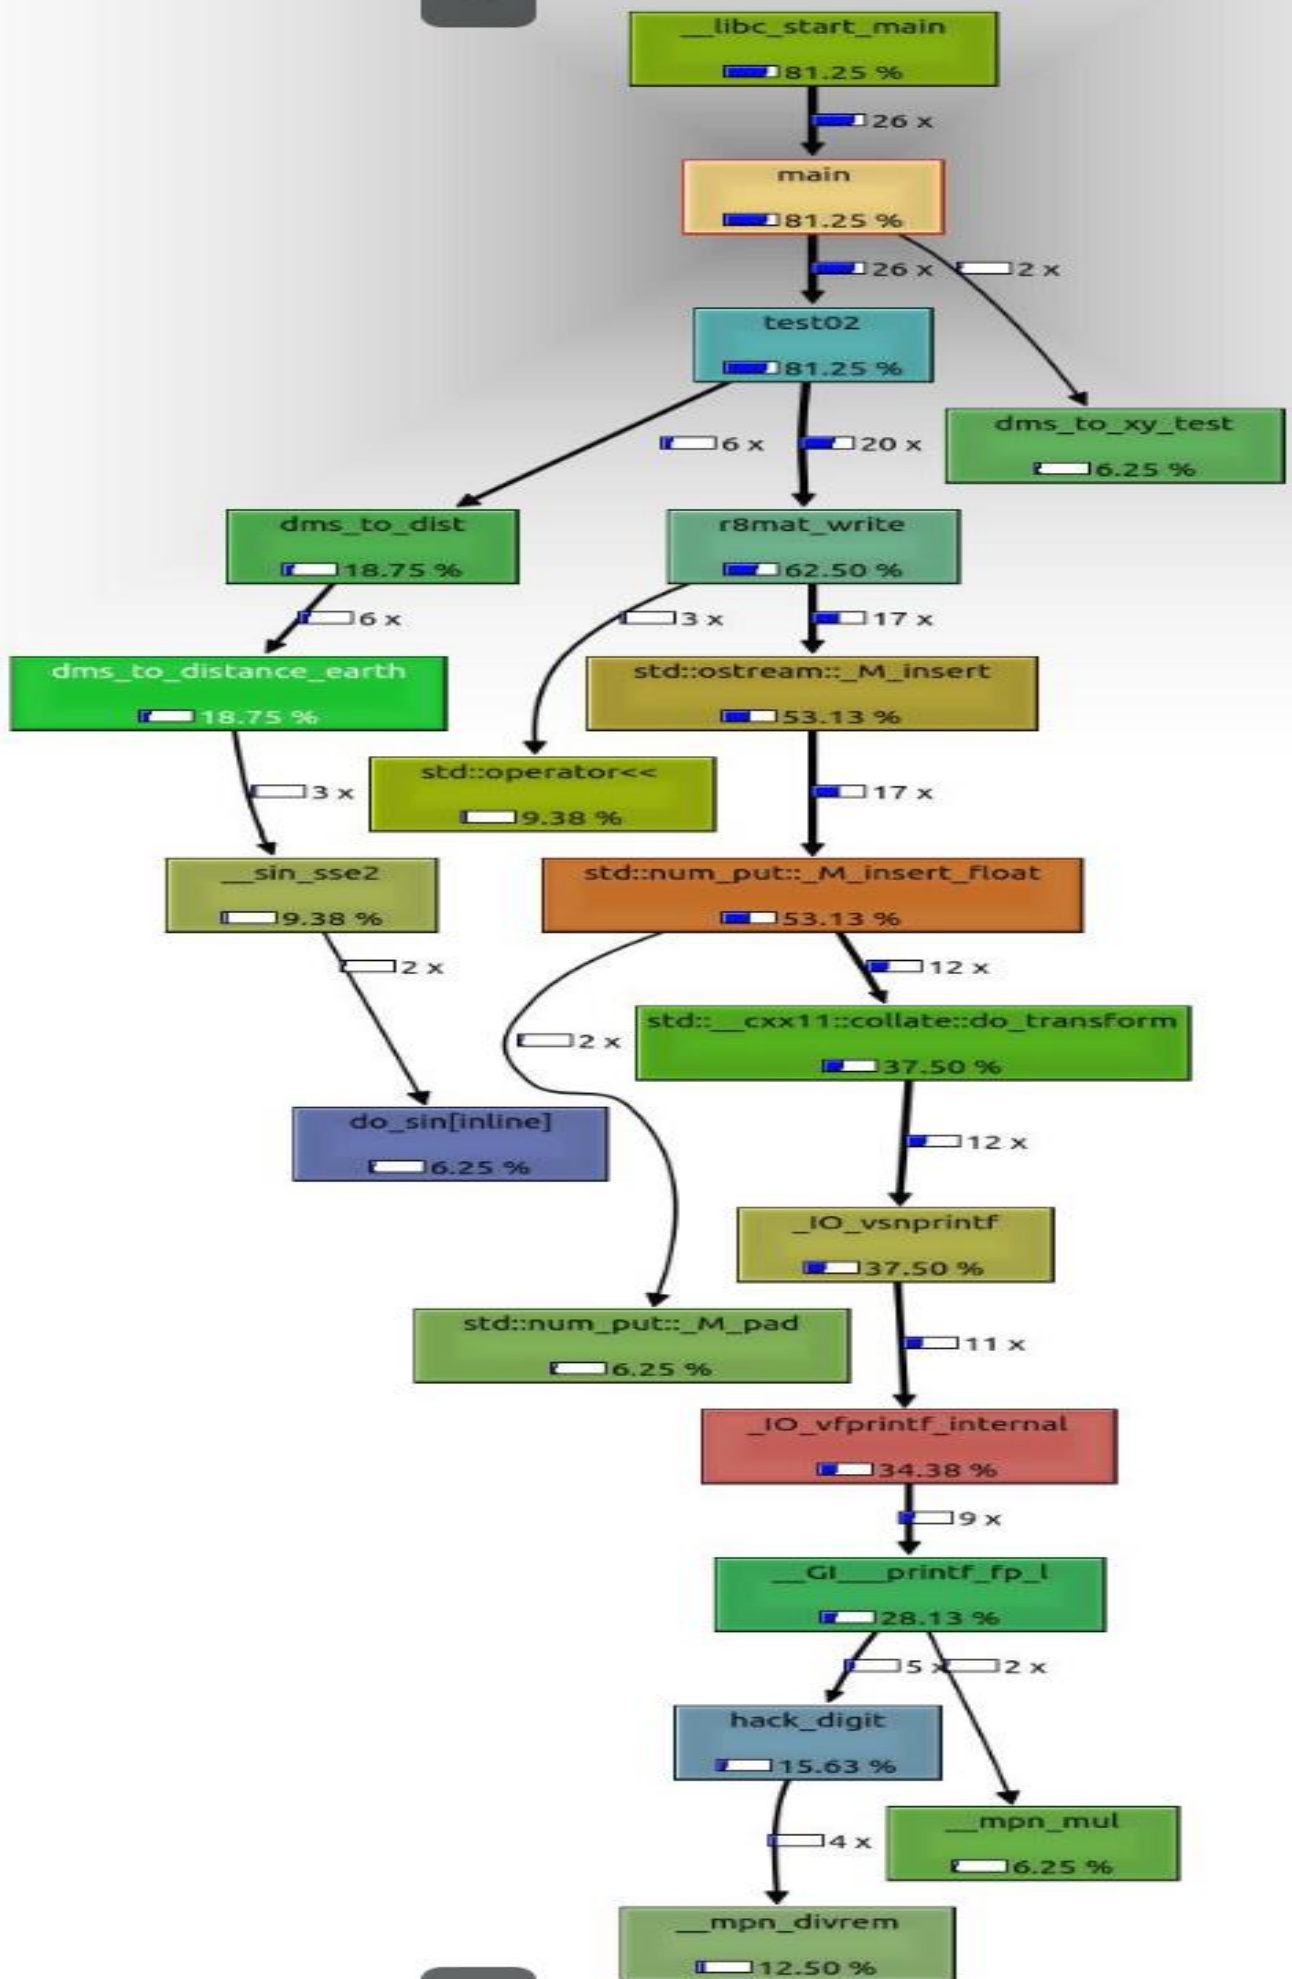 __libc_start_main
81.25 %
26 x
main
81.25 %
26 x
2 x
test02
81.25 %
dms_to_xy_test
6.25 %
6 x
20 x
dms_to_dist
18.75 %
r8mat_write
62.50 %
6 x
3 x
17 x
dms_to_distance_earth
18.75 %
std::ostream::_M_insert
53.13 %
std::operator<<
9.38 %
3 x
17 x
__sin_sse2
9.38 %
std::num_put::_M_insert_float
53.13 %
2 x
12 x
std::__cxx11::collate::do_transform
37.50 %
2 x
do_sin[inline]
6.25 %
12 x
_IO_vsnprintf
37.50 %
std::num_put::_M_pad
6.25 %
11 x
_IO_vfprintf_internal
34.38 %
9 x
__GI___printf_fp_l
28.13 %
5 x
2 x
hack_digit
15.63 %
__mpn_mul
6.25 %
4 x
__mpn_divrem
12.50 %